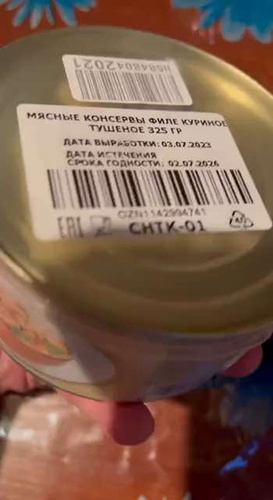 HS848042021
МЯСНЫЕ КОНСЕРВЫ ФИЛЕ КУРИНОЕ
ТУШЕНОЕ 325 ГР
ДАТА ВЫРАБОТКИ: 03.07.2023
ДАТА ИСТЕЧЕНИЯ
СРОКА ГОДНОСТИ: 02.07.2026
OZN1142994741
EAC
СНТК-01